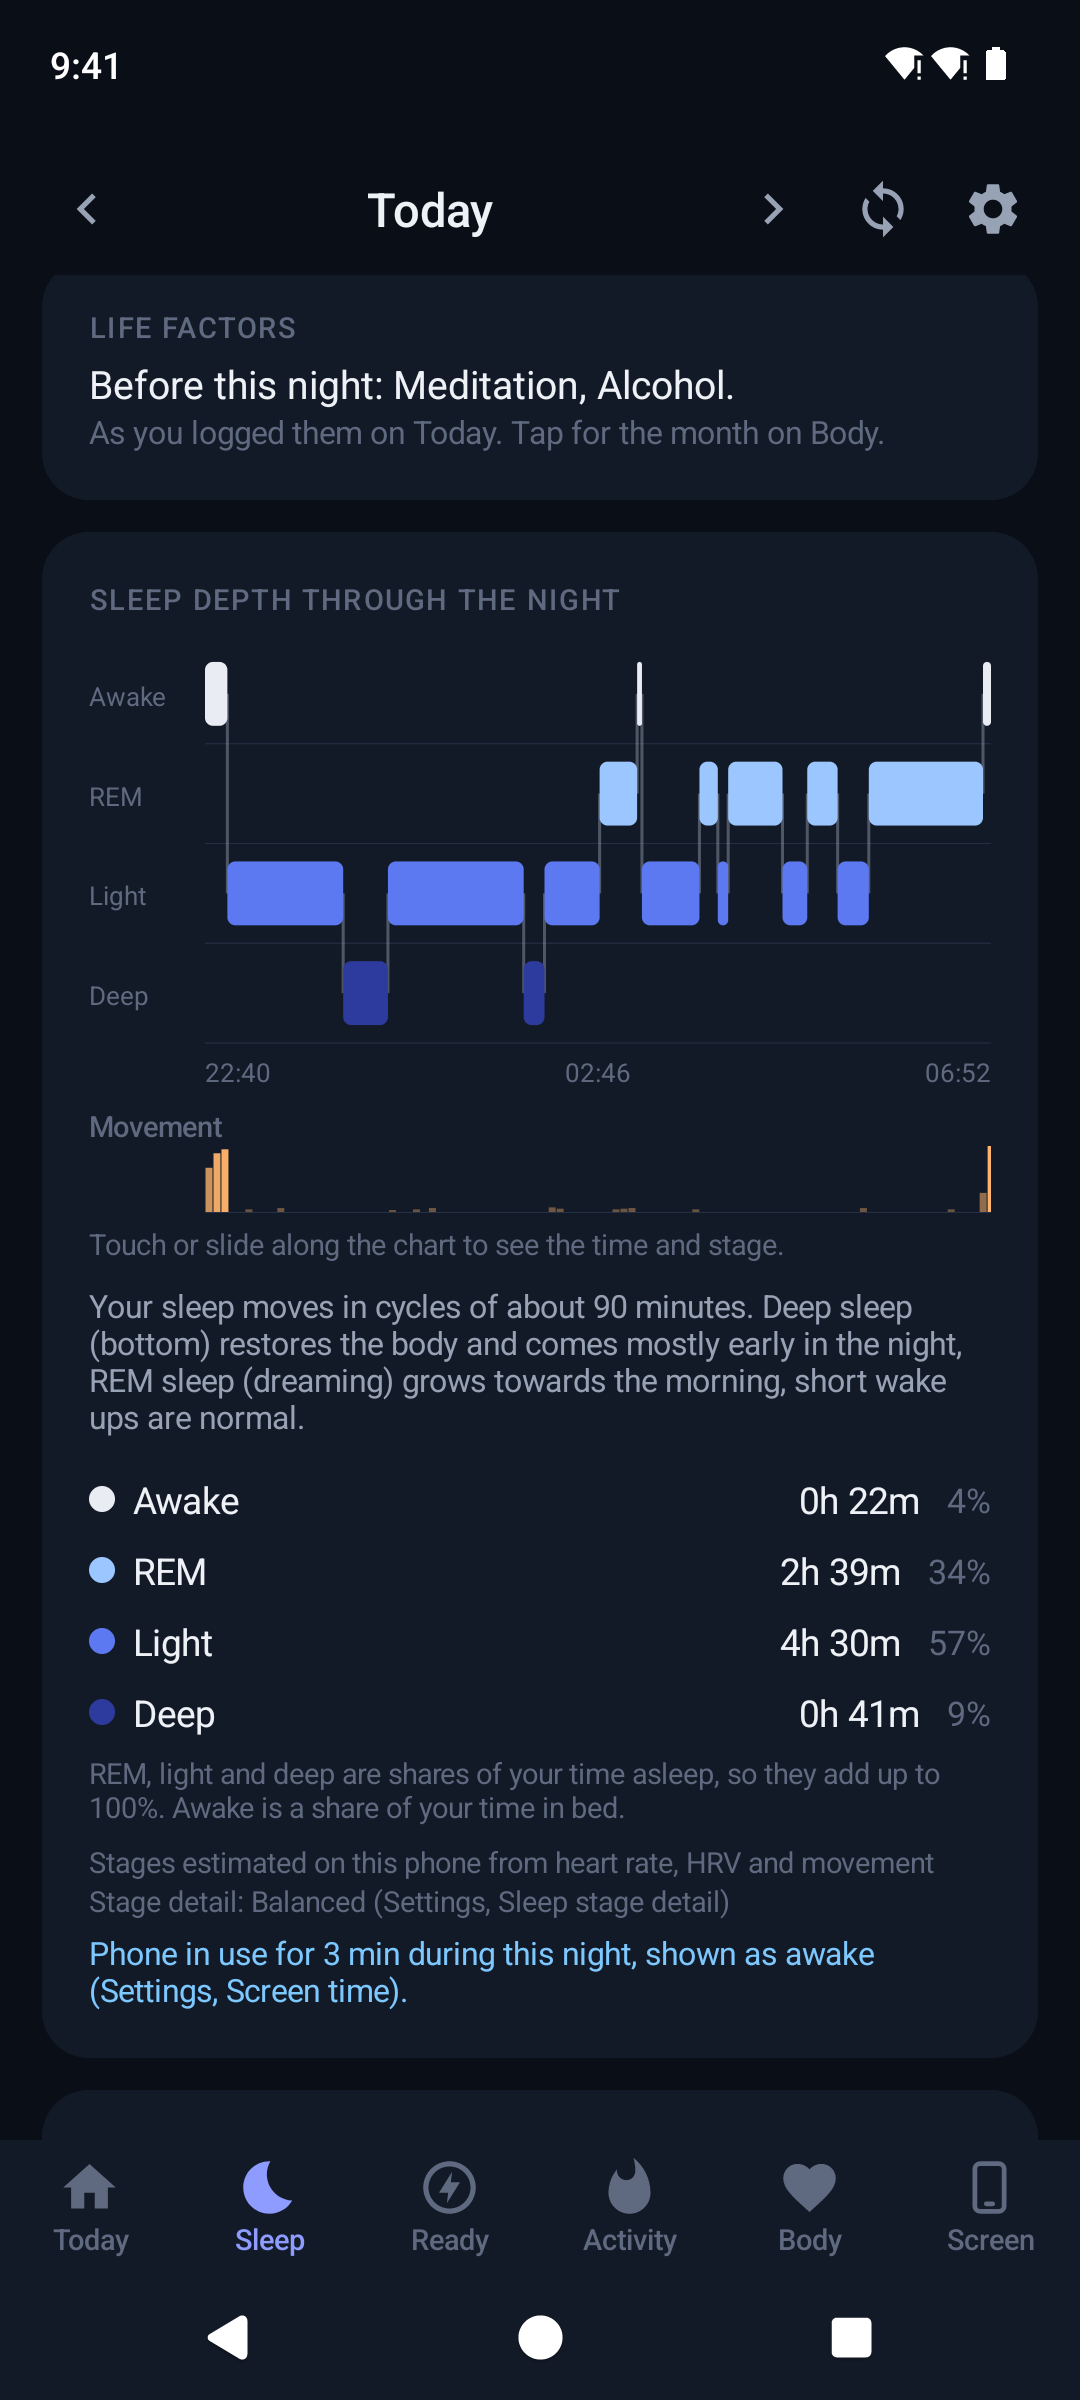 9:41
Today
LIFE FACTORS
Before this night: Meditation, Alcohol.
As you logged them on Today. Tap for the month on Body.
SLEEP DEPTH THROUGH THE NIGHT
Awake
REM
Light
Deep
22:40 02:46 06:52
Movement
Touch or slide along the chart to see the time and stage.
Your sleep moves in cycles of about 90 minutes. Deep sleep
(bottom) restores the body and comes mostly early in the night,
REM sleep (dreaming) grows towards the morning, short wake
ups are normal.
Awake 0h 22m 4%
REM 2h 39m 34%
Light 4h 30m 57%
Deep 0h 41m 9%
REM, light and deep are shares of your time asleep, so they add up to
100%. Awake is a share of your time in bed.
Stages estimated on this phone from heart rate, HRV and movement
Stage detail: Balanced (Settings, Sleep stage detail)
Phone in use for 3 min during this night, shown as awake
(Settings, Screen time).
Today Sleep Ready Activity Body Screen